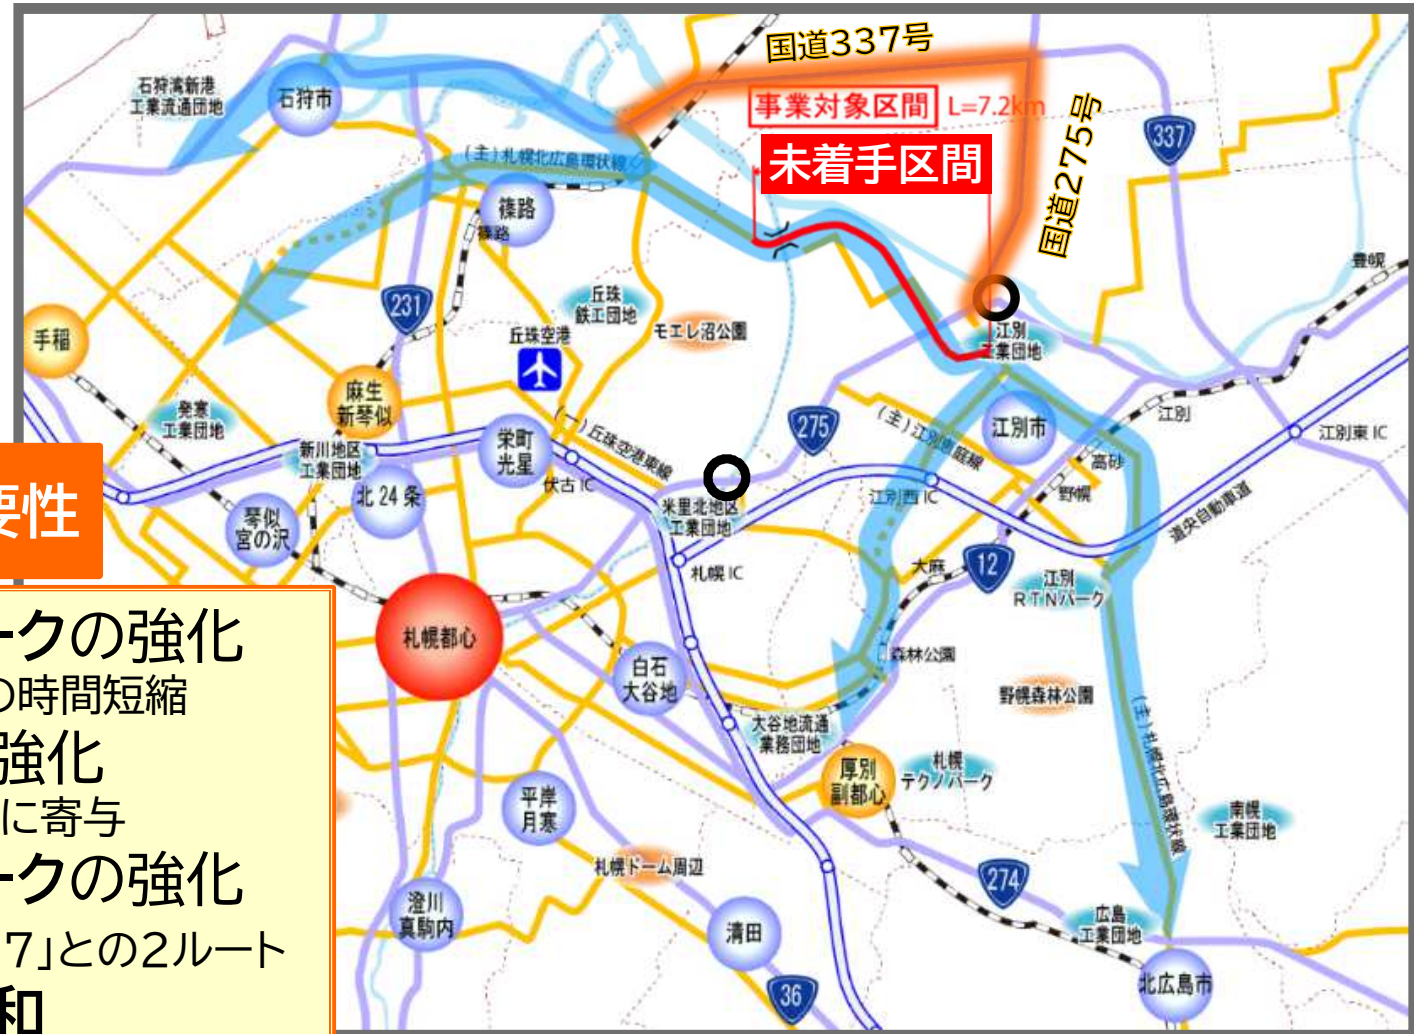 国道337号
石狩湾新港
工業流通団地
石狩市
事業対象区間 L=7.2km
未着手区間
国道275号
337
(主)札幌北広島環状線
篠路
篠路
231
丘珠
鉄工団地
モエレ沼公園
丘珠空港
手稲
麻生
新琴似
江別
工業団地
豊幌
発寒
工業団地
新川地区
工業団地
栄町
光星
(一)丘珠空港東線
伏古IC
275
(主)江別恵庭線
江別市
江別
江別東IC
高砂
野幌
要性
琴似
宮の沢
北24条
米里北地区
工業団地
江別西IC
道央自動車道
札幌IC
大麻
12
江別
RTNパーク
札幌都心
ークの強化
の時間短縮
強化
に寄与
ークの強化
7」との2ルート
和
白石
大谷地
森林公園
野幌森林公園
大谷地流通
業務団地
厚別
副都心
札幌
テクノパーク
(主)札幌北広島環状線
平岸
月寒
南幌
工業団地
札幌ドーム周辺
274
澄川
真駒内
清田
広島
工業団地
36
北広島市